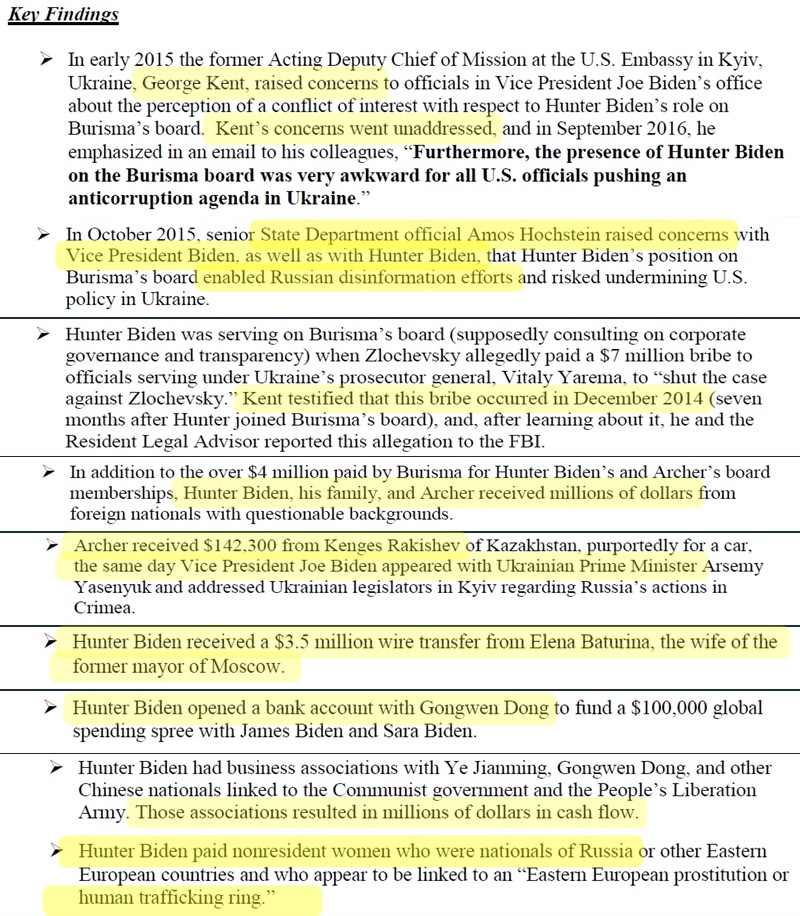 Key Findings
➢ In early 2015 the former Acting Deputy Chief of Mission at the U.S. Embassy in Kyiv,
Ukraine, George Kent, raised concerns to officials in Vice President Joe Biden’s office
about the perception of a conflict of interest with respect to Hunter Biden’s role on
Burisma’s board. Kent’s concerns went unaddressed, and in September 2016, he
emphasized in an email to his colleagues, “Furthermore, the presence of Hunter Biden
on the Burisma board was very awkward for all U.S. officials pushing an
anticorruption agenda in Ukraine.”
➢ In October 2015, senior State Department official Amos Hochstein raised concerns with
Vice President Biden, as well as with Hunter Biden, that Hunter Biden’s position on
Burisma’s board enabled Russian disinformation efforts and risked undermining U.S.
policy in Ukraine.
➢ Hunter Biden was serving on Burisma’s board (supposedly consulting on corporate
governance and transparency) when Zlochevsky allegedly paid a $7 million bribe to
officials serving under Ukraine’s prosecutor general, Vitaly Yarema, to “shut the case
against Zlochevsky.” Kent testified that this bribe occurred in December 2014 (seven
months after Hunter joined Burisma’s board), and, after learning about it, he and the
Resident Legal Advisor reported this allegation to the FBI.
➢ In addition to the over $4 million paid by Burisma for Hunter Biden’s and Archer’s board
memberships, Hunter Biden, his family, and Archer received millions of dollars from
foreign nationals with questionable backgrounds.
➢ Archer received $142,300 from Kenges Rakishev of Kazakhstan, purportedly for a car,
the same day Vice President Joe Biden appeared with Ukrainian Prime Minister Arsemy
Yasenyuk and addressed Ukrainian legislators in Kyiv regarding Russia’s actions in
Crimea.
➢ Hunter Biden received a $3.5 million wire transfer from Elena Baturina, the wife of the
former mayor of Moscow.
➢ Hunter Biden opened a bank account with Gongwen Dong to fund a $100,000 global
spending spree with James Biden and Sara Biden.
➢ Hunter Biden had business associations with Ye Jianming, Gongwen Dong, and other
Chinese nationals linked to the Communist government and the People’s Liberation
Army. Those associations resulted in millions of dollars in cash flow.
➢ Hunter Biden paid nonresident women who were nationals of Russia or other Eastern
European countries and who appear to be linked to an “Eastern European prostitution or
human trafficking ring.”